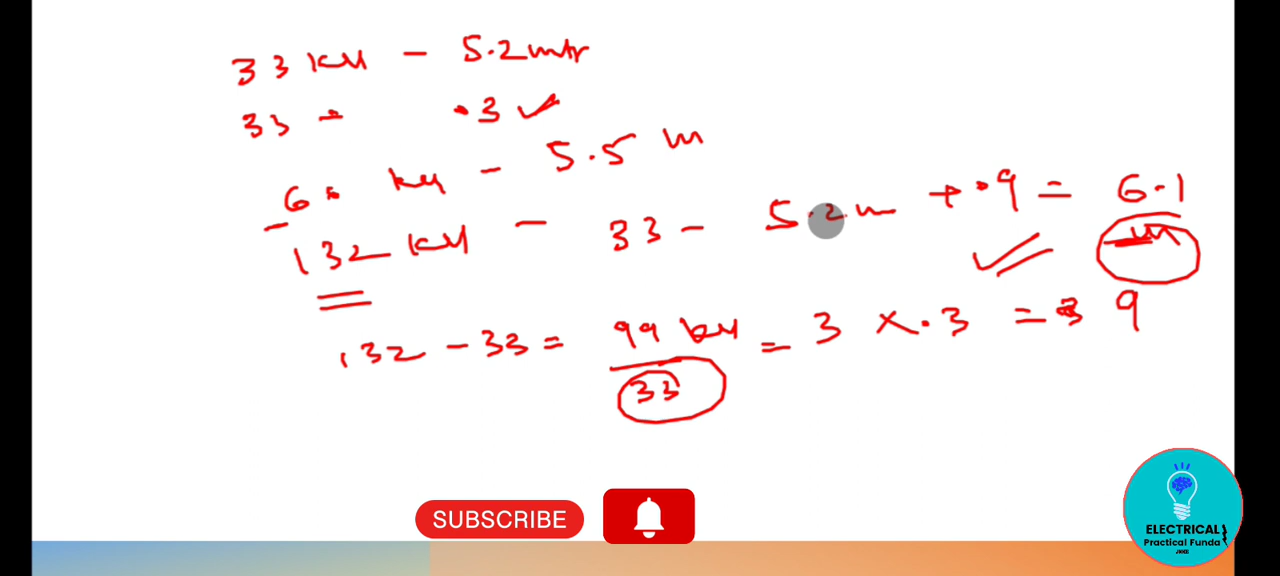 33 kv - 5.2 mtr
33 - .3 ✓
- 60 kv - 5.5 m
132 kv - 33 - 5.2 m + .9 = 6.1 m
132 - 33 = 99 kv / 33 = 3 x .3 = 9
SUBSCRIBE
ELECTRICAL
Practical Funda